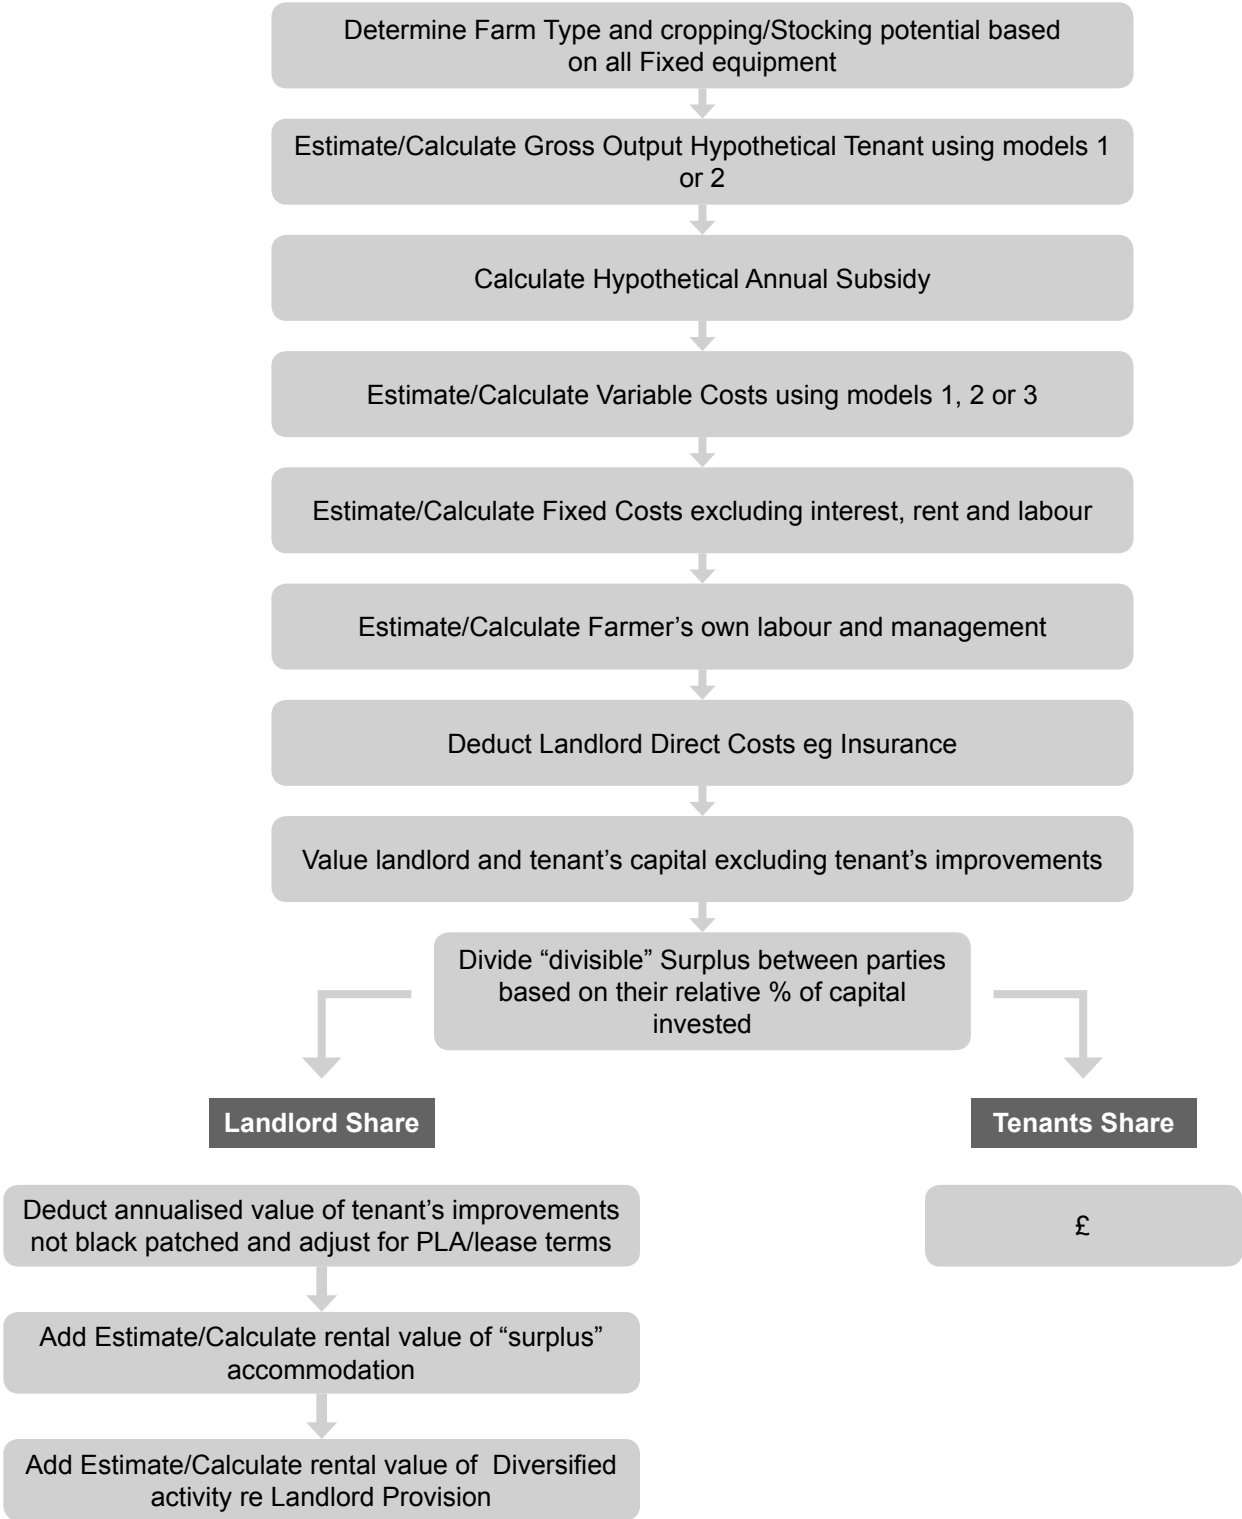 Determine Farm Type and cropping/Stocking potential based
on all Fixed equipment
Estimate/Calculate Gross Output Hypothetical Tenant using models 1
or 2
Calculate Hypothetical Annual Subsidy
Estimate/Calculate Variable Costs using models 1, 2 or 3
Estimate/Calculate Fixed Costs excluding interest, rent and labour
Estimate/Calculate Farmer’s own labour and management
Deduct Landlord Direct Costs eg Insurance
Value landlord and tenant’s capital excluding tenant’s improvements
Divide “divisible” Surplus between parties
based on their relative % of capital
invested
Landlord Share
Tenants Share
Deduct annualised value of tenant’s improvements
not black patched and adjust for PLA/lease terms
£
Add Estimate/Calculate rental value of “surplus”
accommodation
Add Estimate/Calculate rental value of  Diversified
activity re Landlord Provision